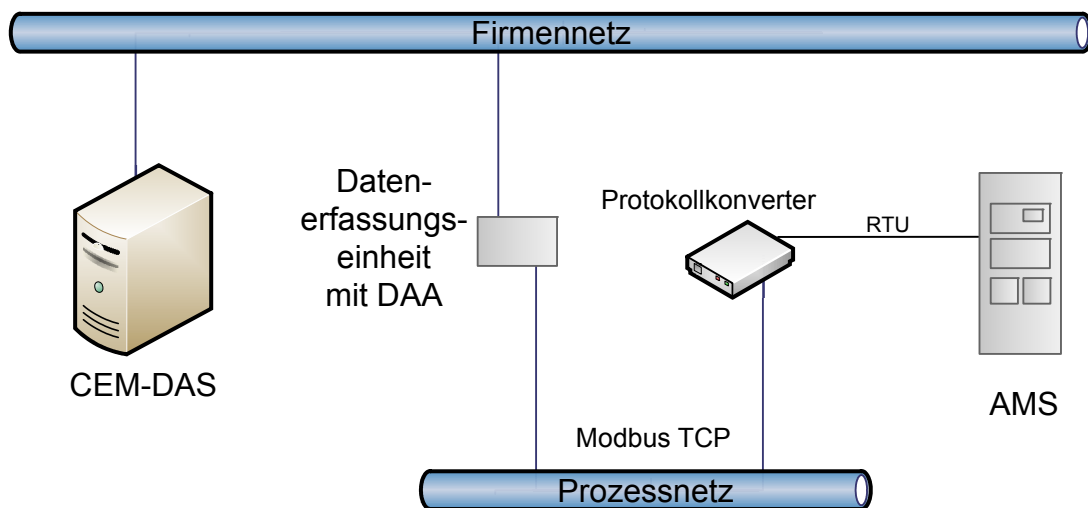 Firmennetz
Daten-
erfassungs-
einheit
mit DAA
Protokollkonverter
RTU
CEM-DAS
AMS
Modbus TCP
Prozessnetz